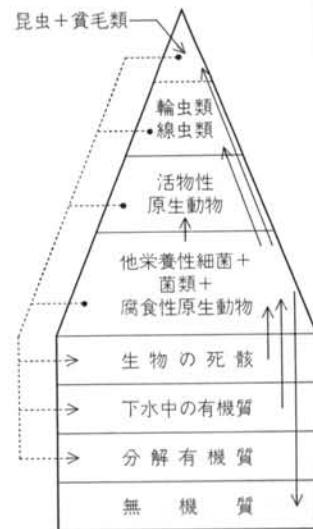 昆虫+貧毛類
輪虫類
線虫類
活物性
原生動物
他栄養性細菌+
菌類+
腐食性原生動物
生物の死骸
下水中の有機質
分解有機質
無機質